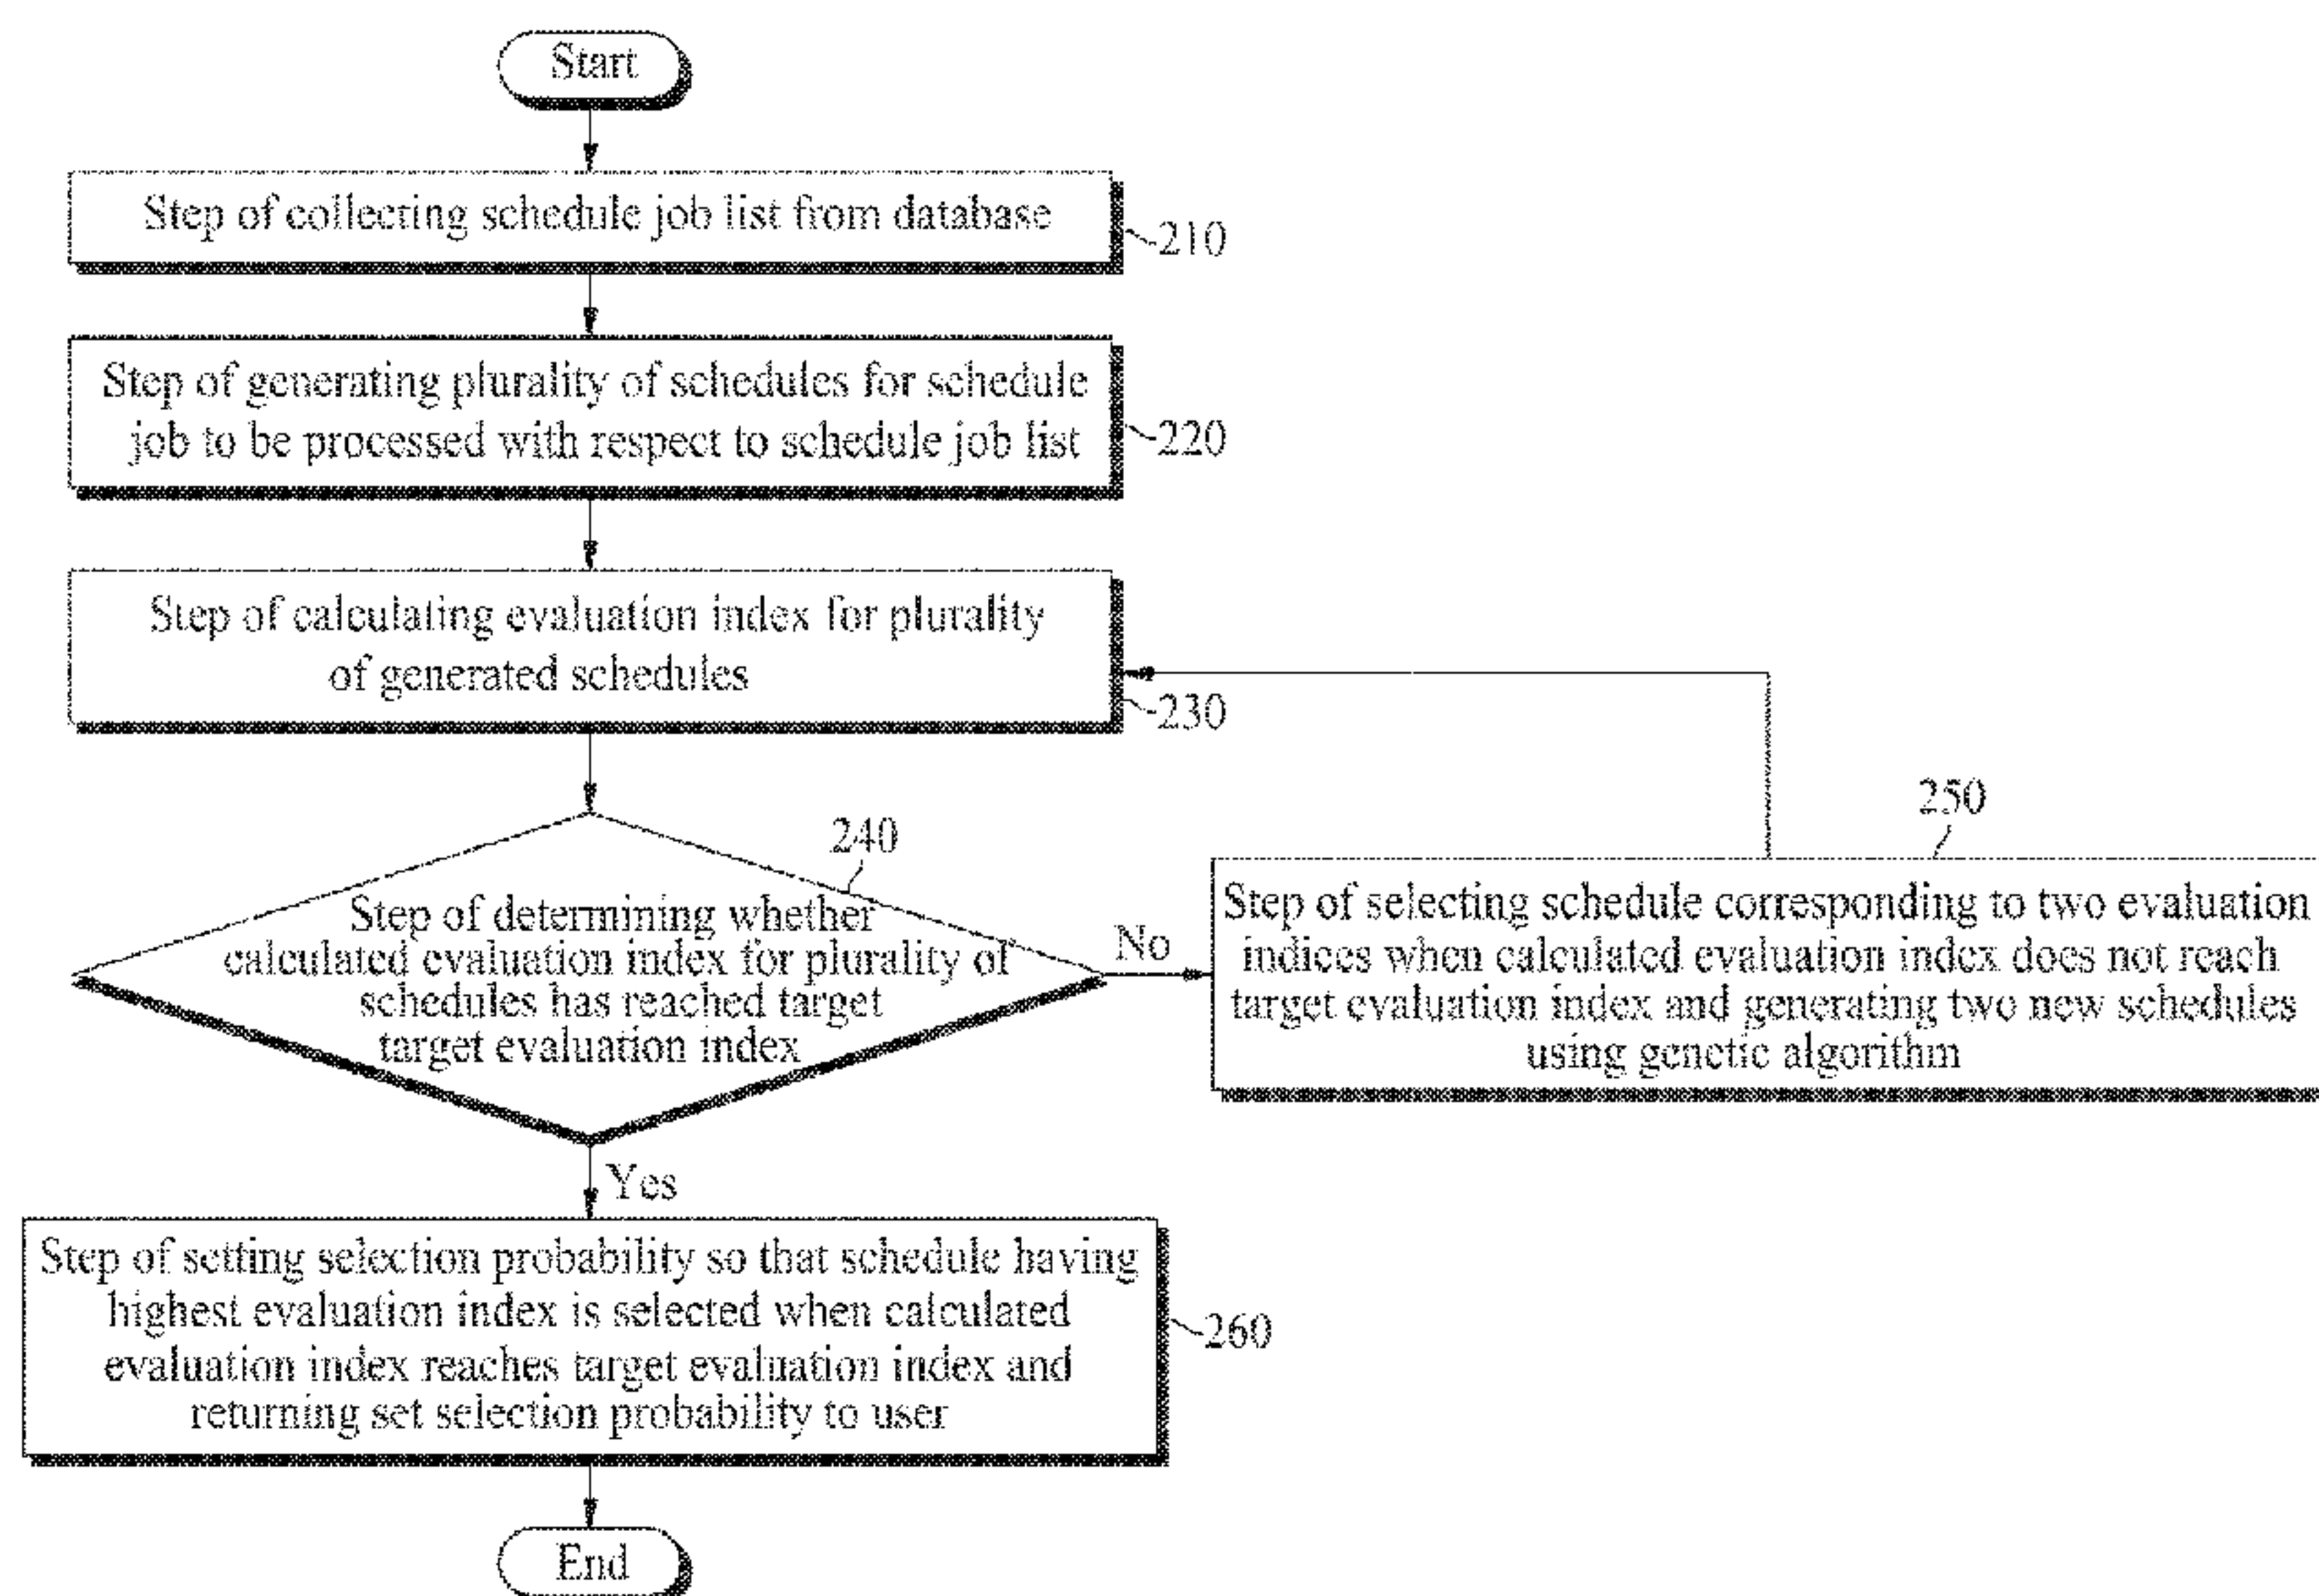 Start
Step of collecting schedule job list from database
210
Step of generating plurality of schedules for schedule
job to be processed with respect to schedule job list
220
Step of calculating evaluation index for plurality
of generated schedules
230
240
Step of determining whether
calculated evaluation index for plurality of
schedules has reached target
target evaluation index
No
250
Step of selecting schedule corresponding to two evaluation
indices when calculated evaluation index does not reach
target evaluation index and generating two new schedules
using genetic algorithm
Yes
Step of setting selection probability so that schedule having
highest evaluation index is selected when calculated
evaluation index reaches target evaluation index and
returning set selection probability to user
260
End